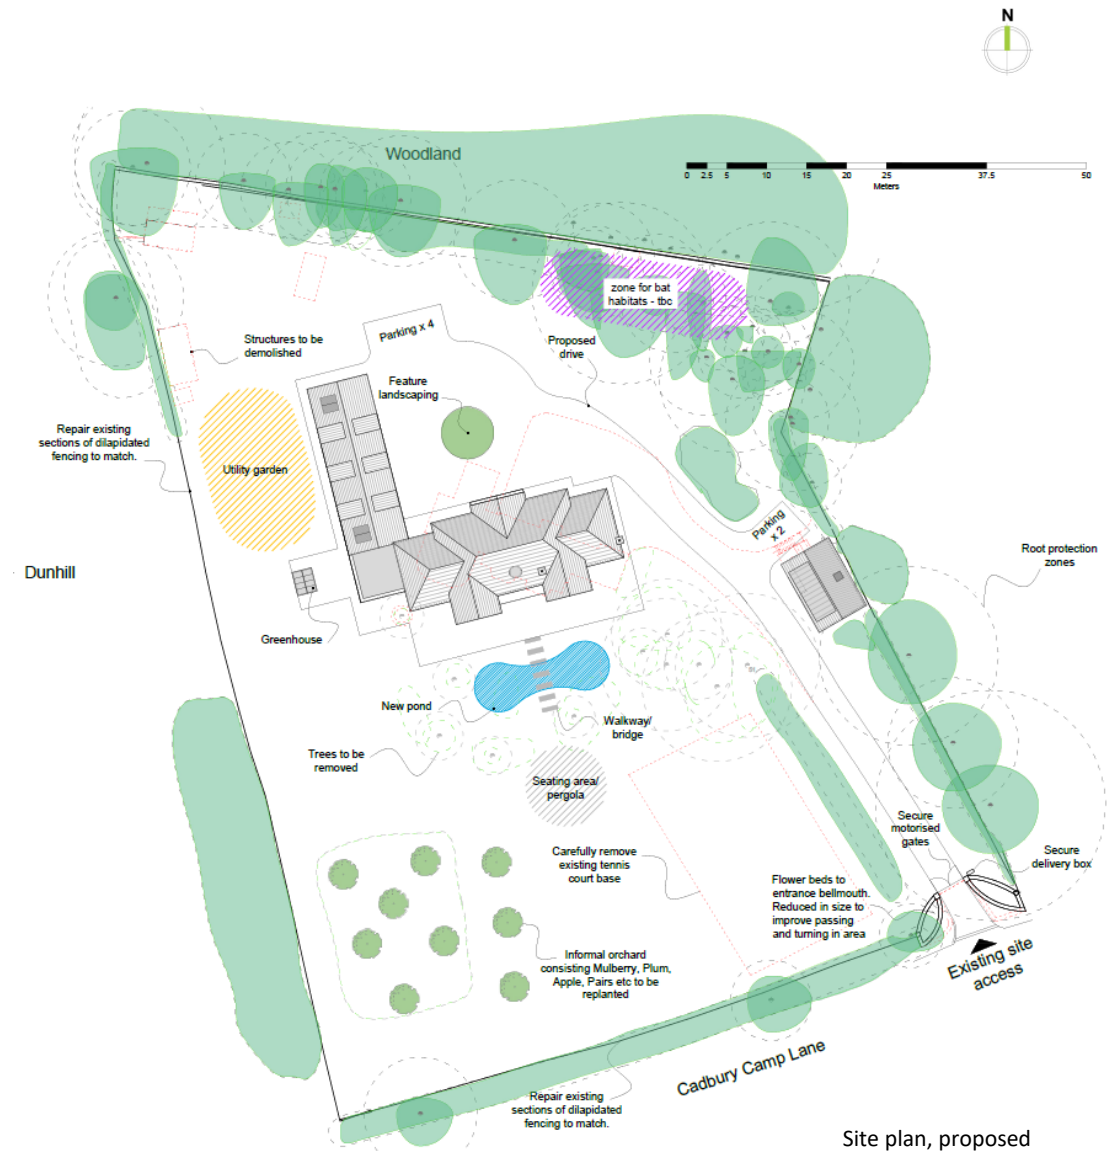 N
Woodland
0 2.5 5 10 15 20 25 37.5 50
Meters
zone for bat
habitats - tbc
Parking x 4
Structures to be
demolished
Proposed
drive
Feature
landscaping
Repair existing
sections of dilapidated
fencing to match.
Utility garden
Parking
x 2
Root protection
zones
Dunhill
Greenhouse
New pond
Walkway/
bridge
Trees to be
removed
Seating area/
pergola
Secure
motorised
gates
Secure
delivery box
Carefully remove
existing tennis
court base
Flower beds to
entrance bellmouth.
Reduced in size to
improve passing
and turning in area
Existing site
access
Informal orchard
consisting Mulberry, Plum,
Apple, Pairs etc to be
replanted
Cadbury Camp Lane
Repair existing
sections of dilapidated
fencing to match.
Site plan, proposed